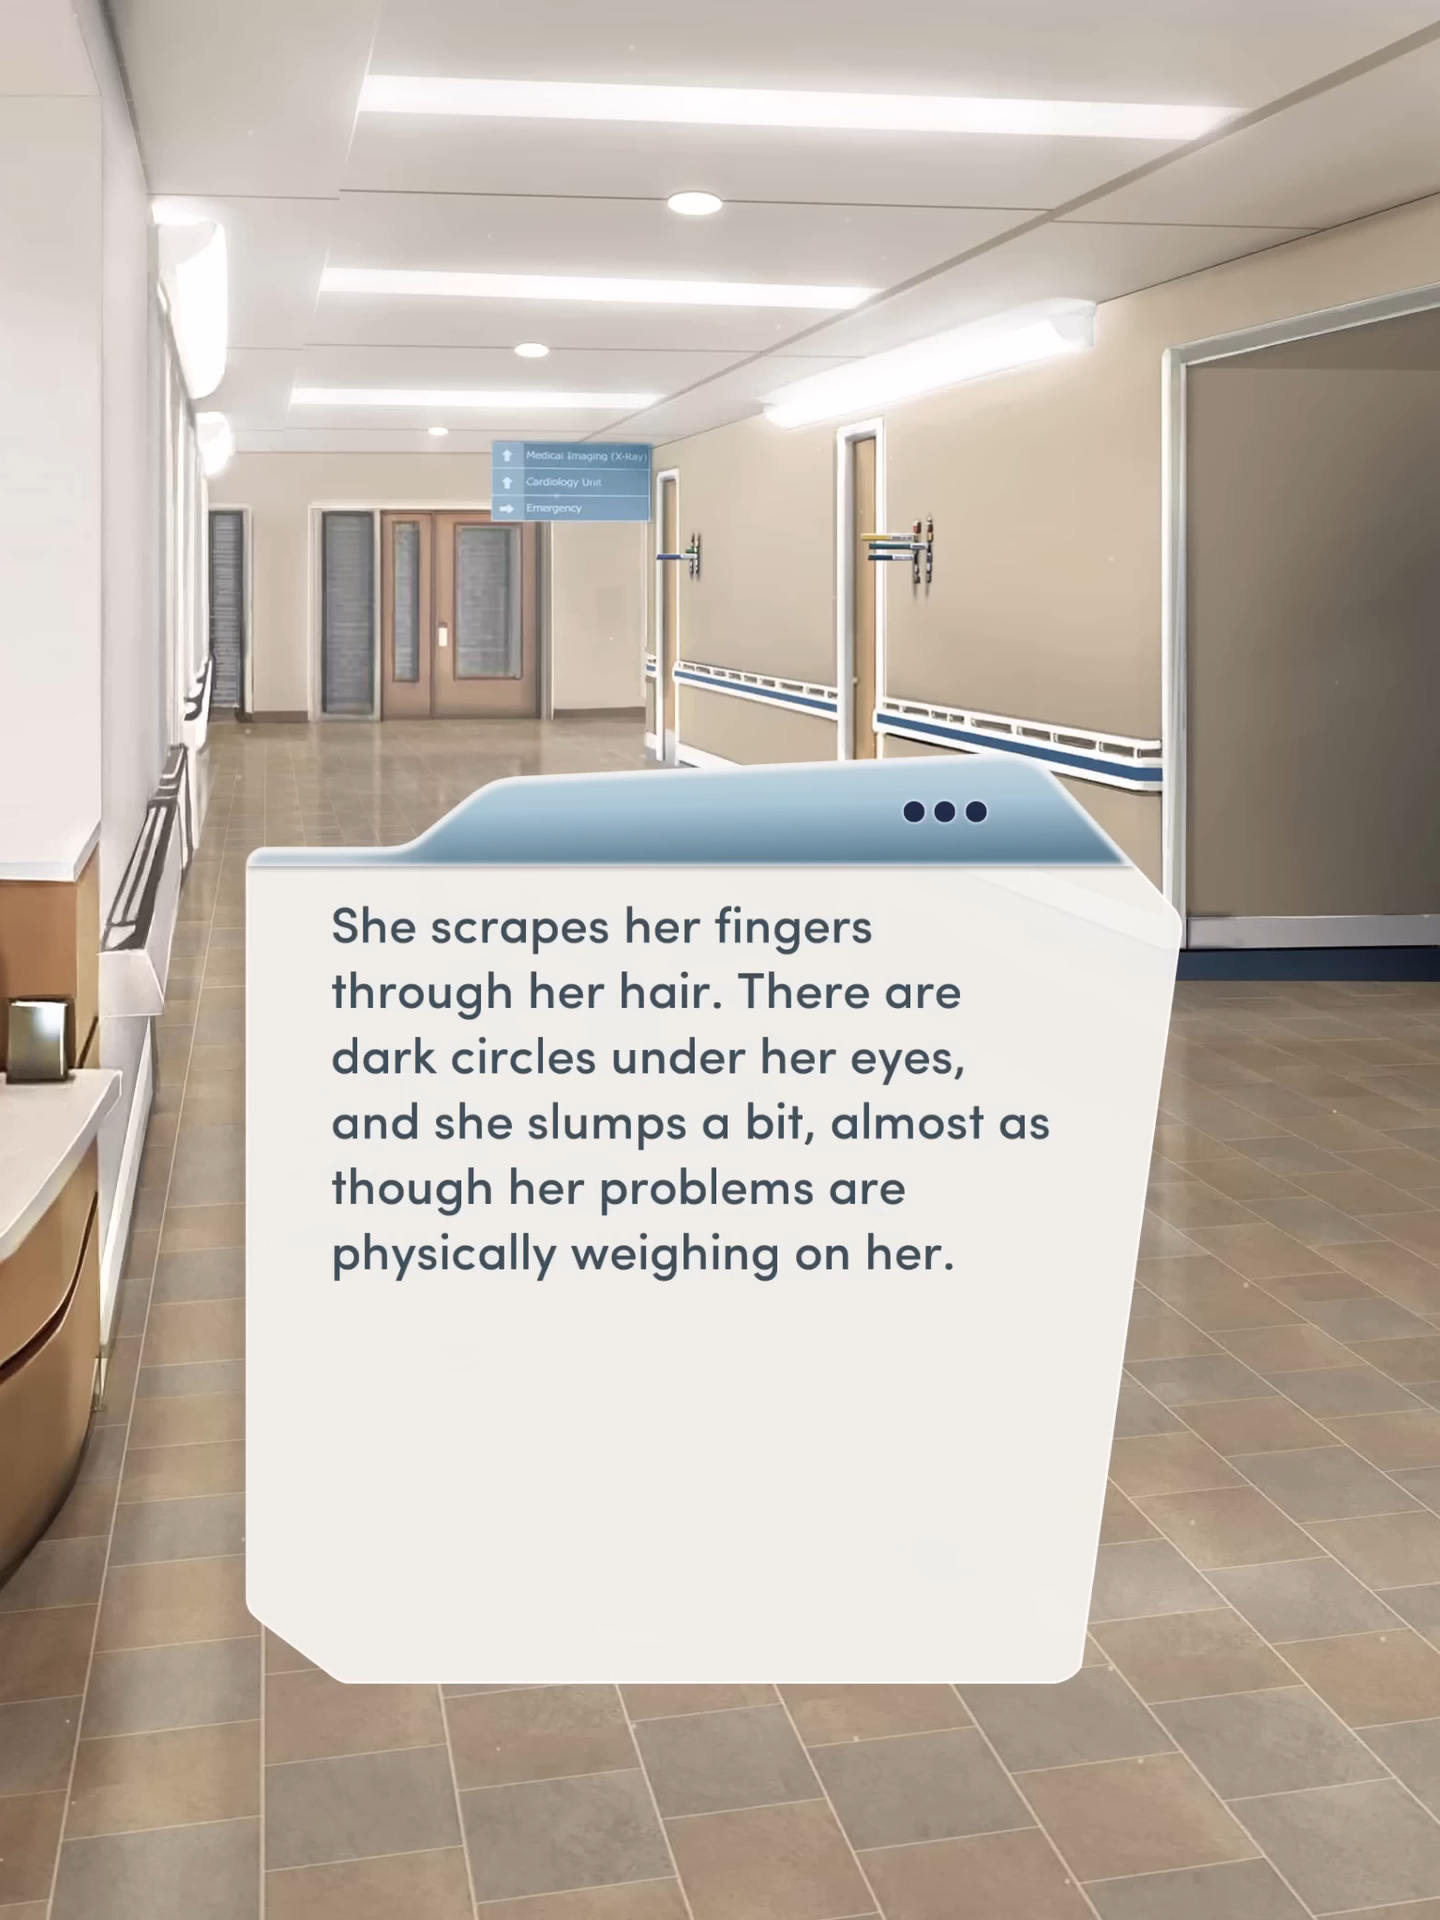 Medical Imaging (X-Ray)
Cardiology Unit
Emergency
She scrapes her fingers
through her hair. There are
dark circles under her eyes,
and she slumps a bit, almost as
though her problems are
physically weighing on her.